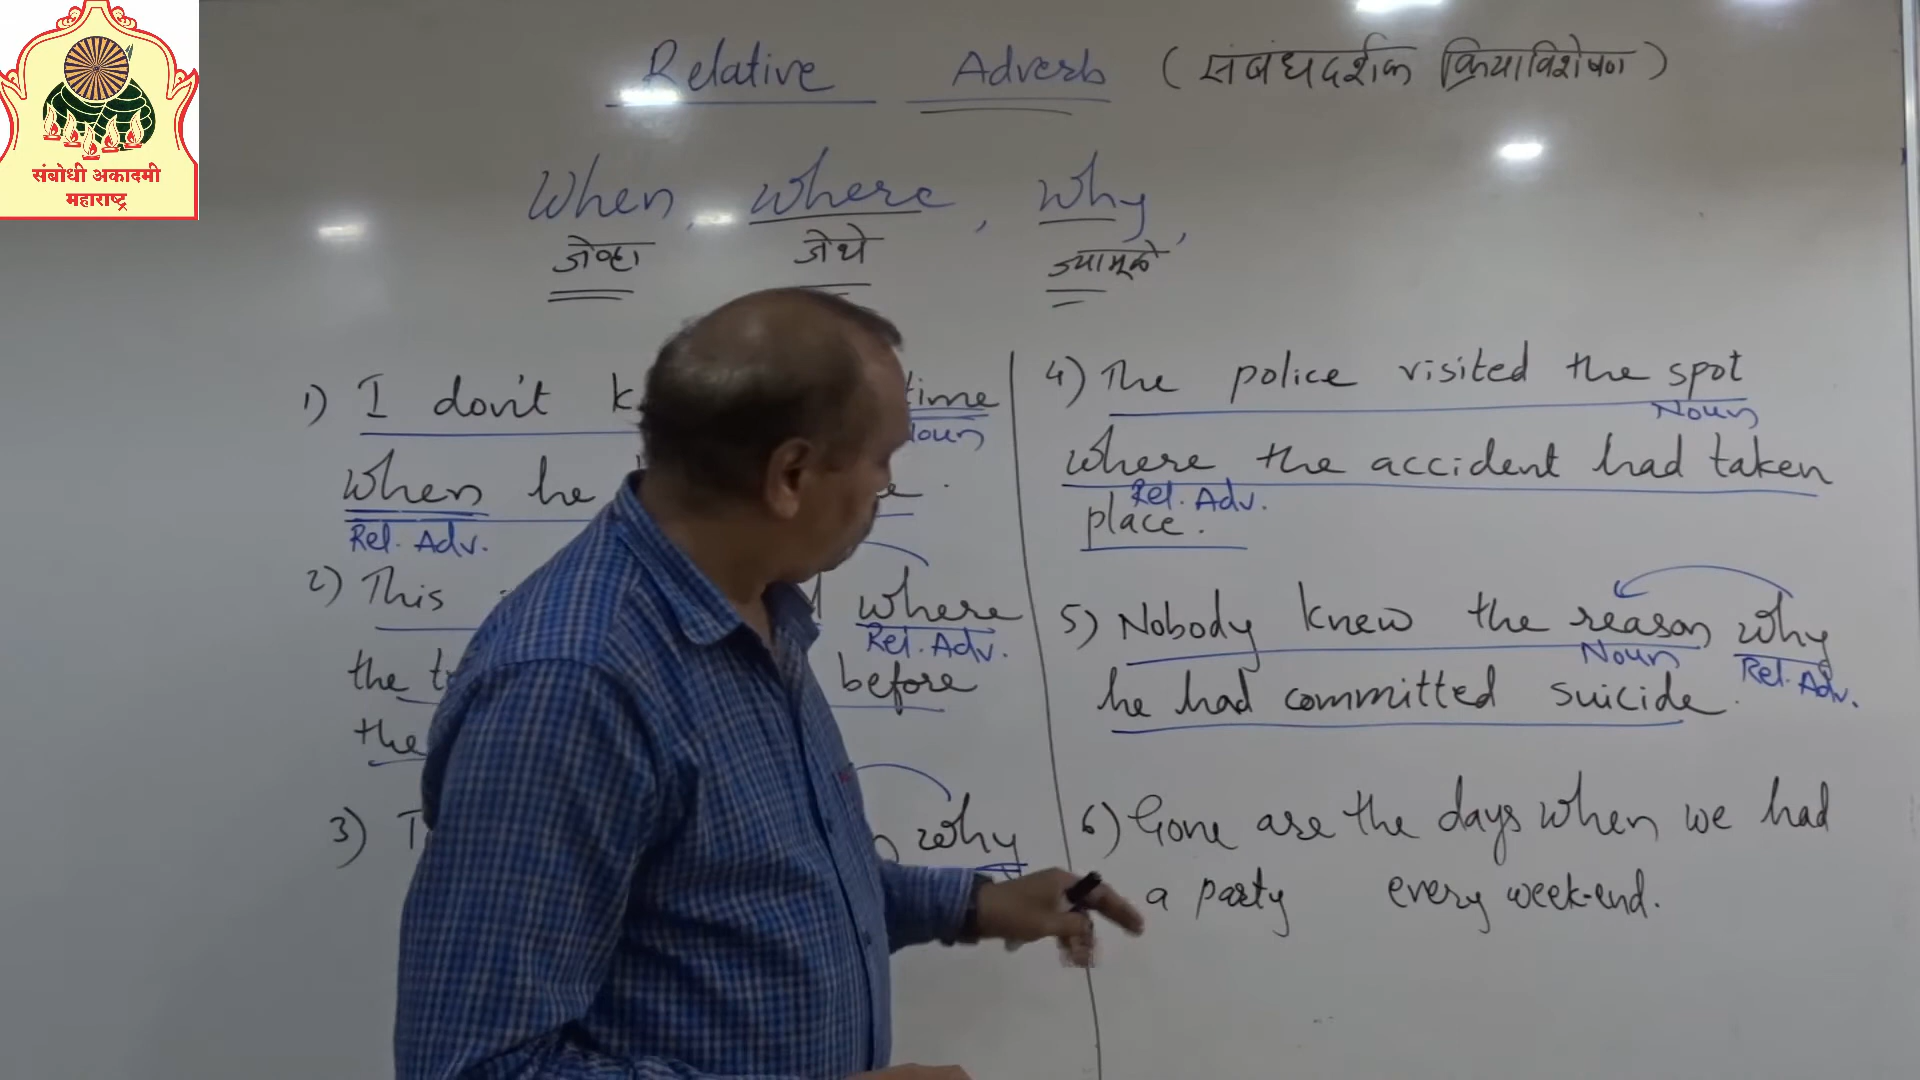 संबोधी अकादमी
महाराष्ट्र
Relative Adverb (संबंधदर्शक क्रियाविशेषण)
When, where, why,
जेव्हा जेथे ज्यामूळे
1) I don't time
Noun
when he
Rel. Adv.
2) This where
Rel. Adv.
the before
the
3) why
4) The police visited the spot
Noun
where the accident had taken
Rel. Adv.
place.
5) Nobody knew the reason why
Noun Rel. Adv.
he had committed suicide.
6) Gone are the days when we had
a party every week-end.